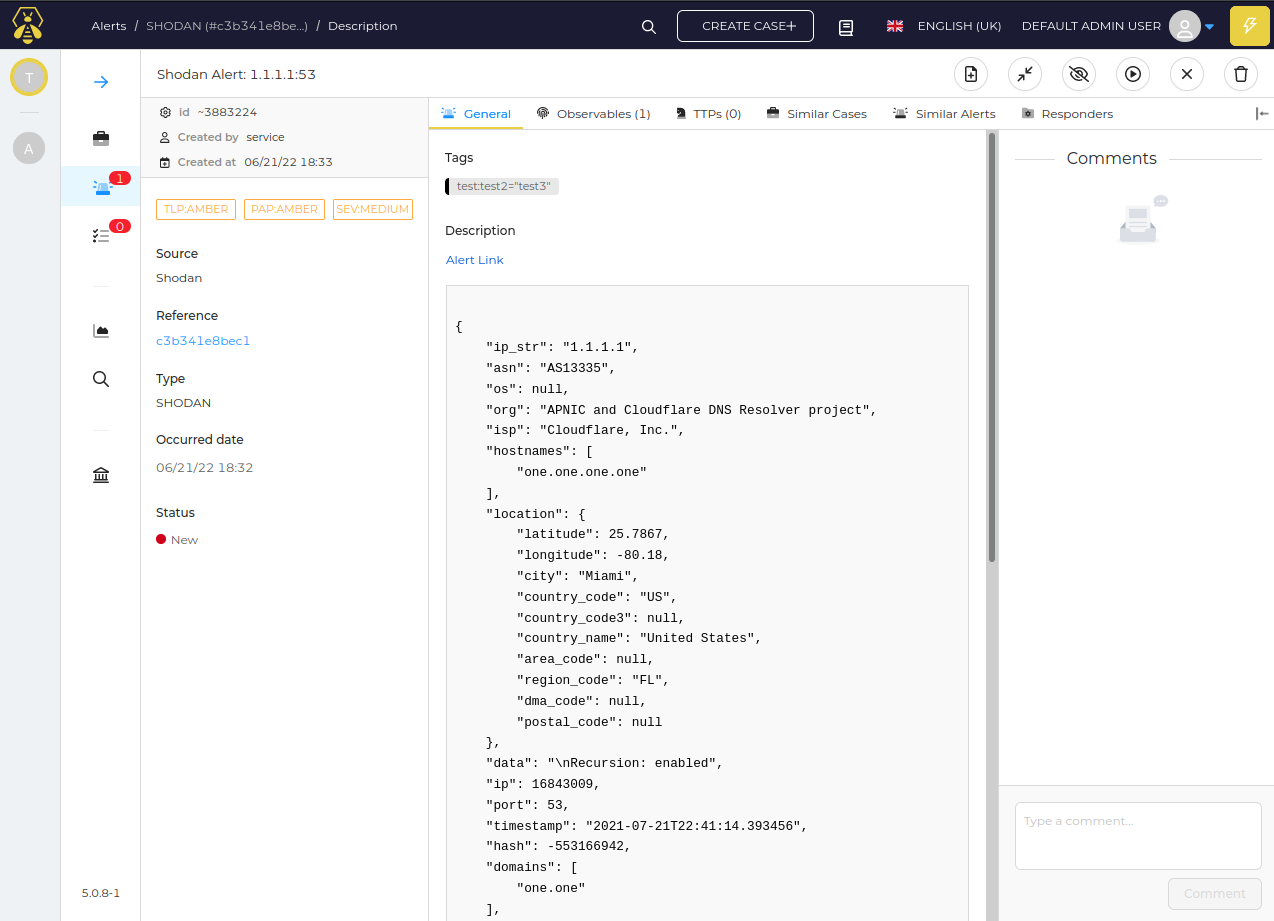 Alerts / SHODAN (#c3b341e8be...) / Description
CREATE CASE+
ENGLISH (UK)
DEFAULT ADMIN USER
T
A
1
0
5.0.8-1
Shodan Alert: 1.1.1.1:53
Id ~3883224
Created by service
Created at 06/21/22 18:33
TLP:AMBER PAP:AMBER SEV:MEDIUM
Source
Shodan
Reference
c3b341e8bec1
Type
SHODAN
Occurred date
06/21/22 18:32
Status
New
General Observables (1) TTPs (0) Similar Cases Similar Alerts Responders
Tags
test:test2="test3"
Description
Alert Link
{
"ip_str": "1.1.1.1",
"asn": "AS13335",
"os": null,
"org": "APNIC and Cloudflare DNS Resolver project",
"isp": "Cloudflare, Inc.",
"hostnames": [
"one.one.one.one"
],
"location": {
"latitude": 25.7867,
"longitude": -80.18,
"city": "Miami",
"country_code": "US",
"country_code3": null,
"country_name": "United States",
"area_code": null,
"region_code": "FL",
"dma_code": null,
"postal_code": null
},
"data": "\nRecursion: enabled",
"ip": 16843009,
"port": 53,
"timestamp": "2021-07-21T22:41:14.393456",
"hash": -553166942,
"domains": [
"one.one"
],
Comments
Type a comment...
Comment